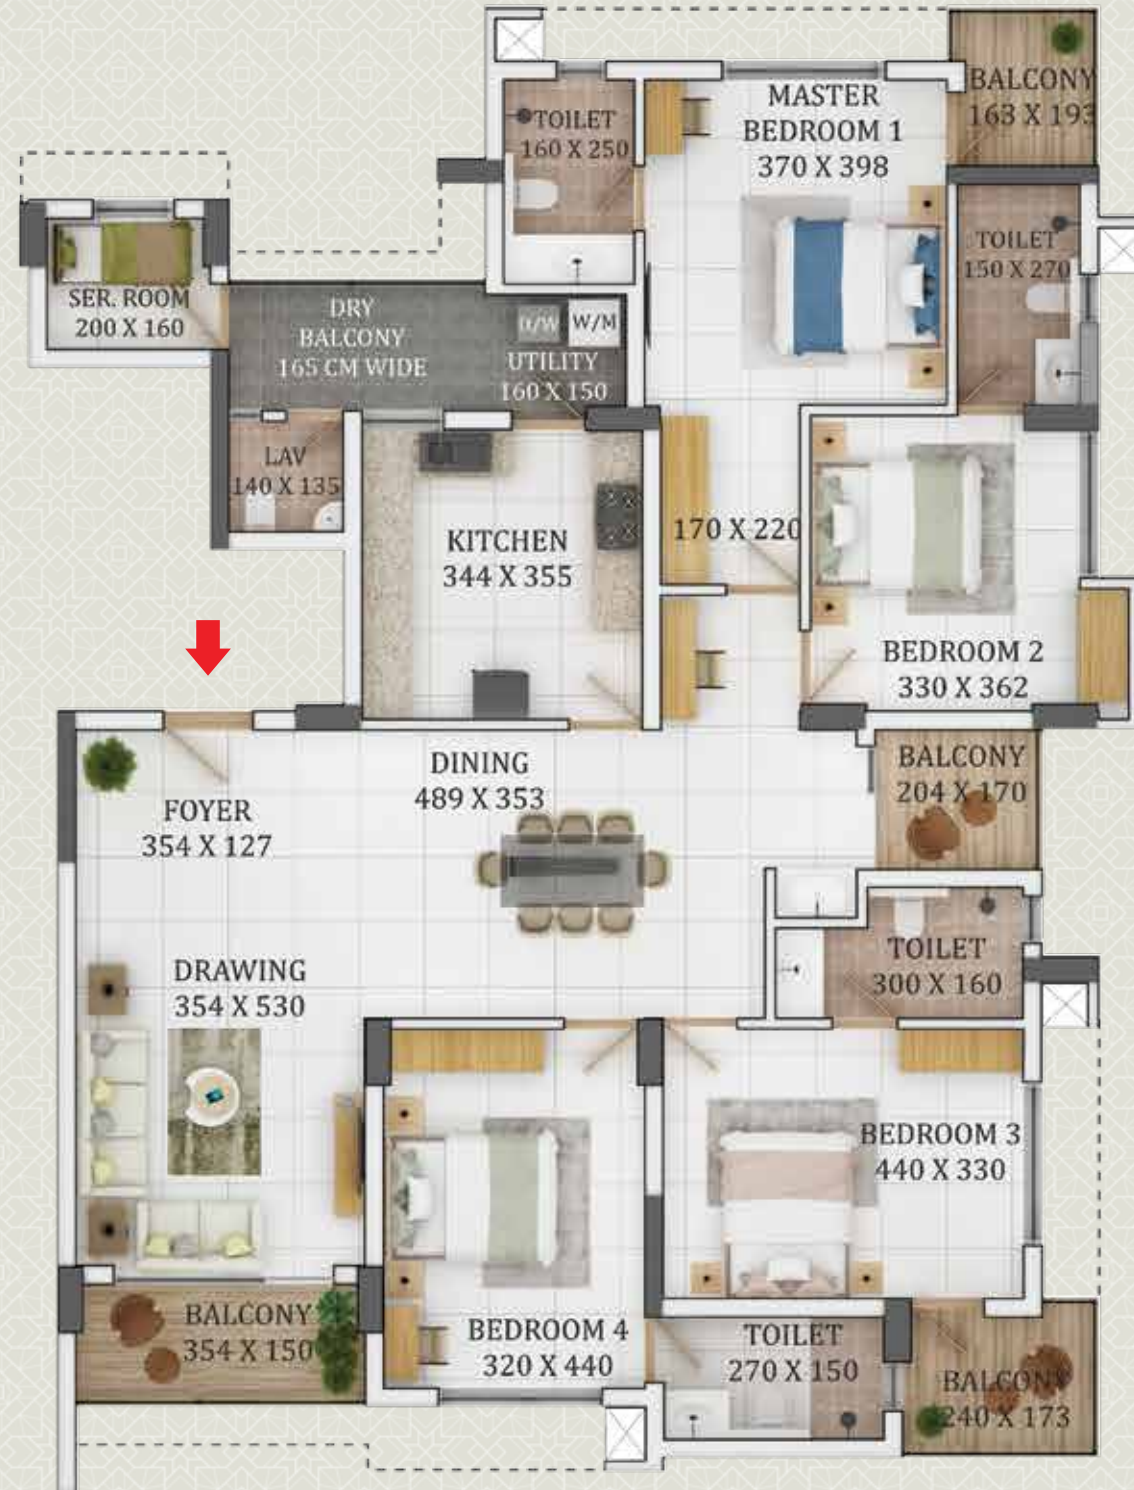 BALCONY
163 X 193
MASTER
BEDROOM 1
370 X 398
TOILET
160 X 250
TOILET
150 X 270
SER. ROOM
200 X 160
DRY
BALCONY
165 CM WIDE
D/W
W/M
UTILITY
160 X 150
LAV
140 X 135
KITCHEN
344 X 355
170 X 220
BEDROOM 2
330 X 362
DINING
489 X 353
BALCONY
204 X 170
FOYER
354 X 127
TOILET
300 X 160
DRAWING
354 X 530
BEDROOM 3
440 X 330
BALCONY
354 X 150
BEDROOM 4
320 X 440
TOILET
270 X 150
BALCONY
240 X 173